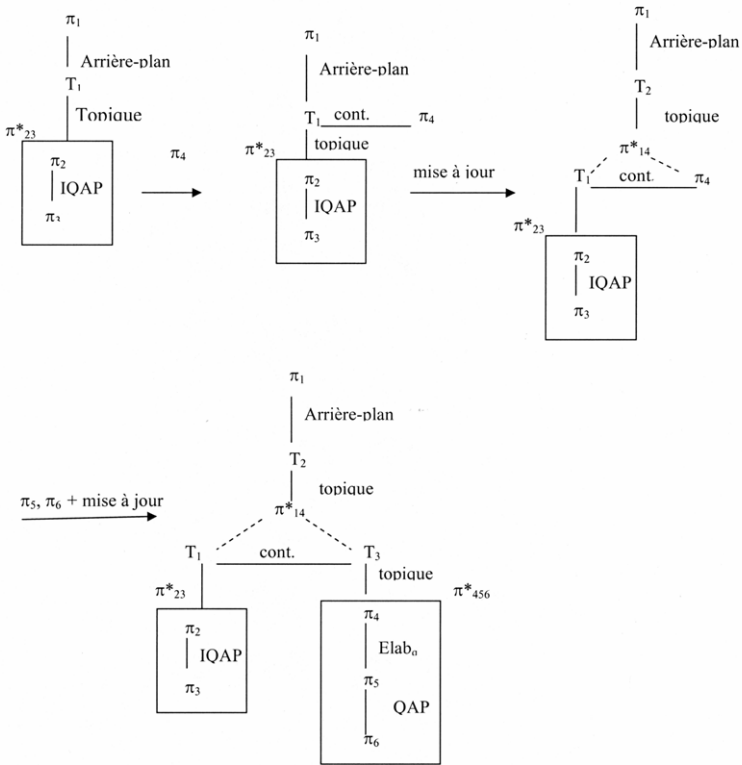 π1
Arrière-plan
T1
Topique
π*23
π2
IQAP
π3
π4
π1
Arrière-plan
T1 cont. π4
π*23 topique
π2
IQAP
π3
mise à jour
π1
Arrière-plan
T2
topique
π*14
T1 cont. π4
π*23
π2
IQAP
π3
π5, π6 + mise à jour
π1
Arrière-plan
T2
topique
π*14
T1 cont. T3
topique
π*23 π*456
π2 π4
IQAP Elabq
π3 π5
QAP
π6